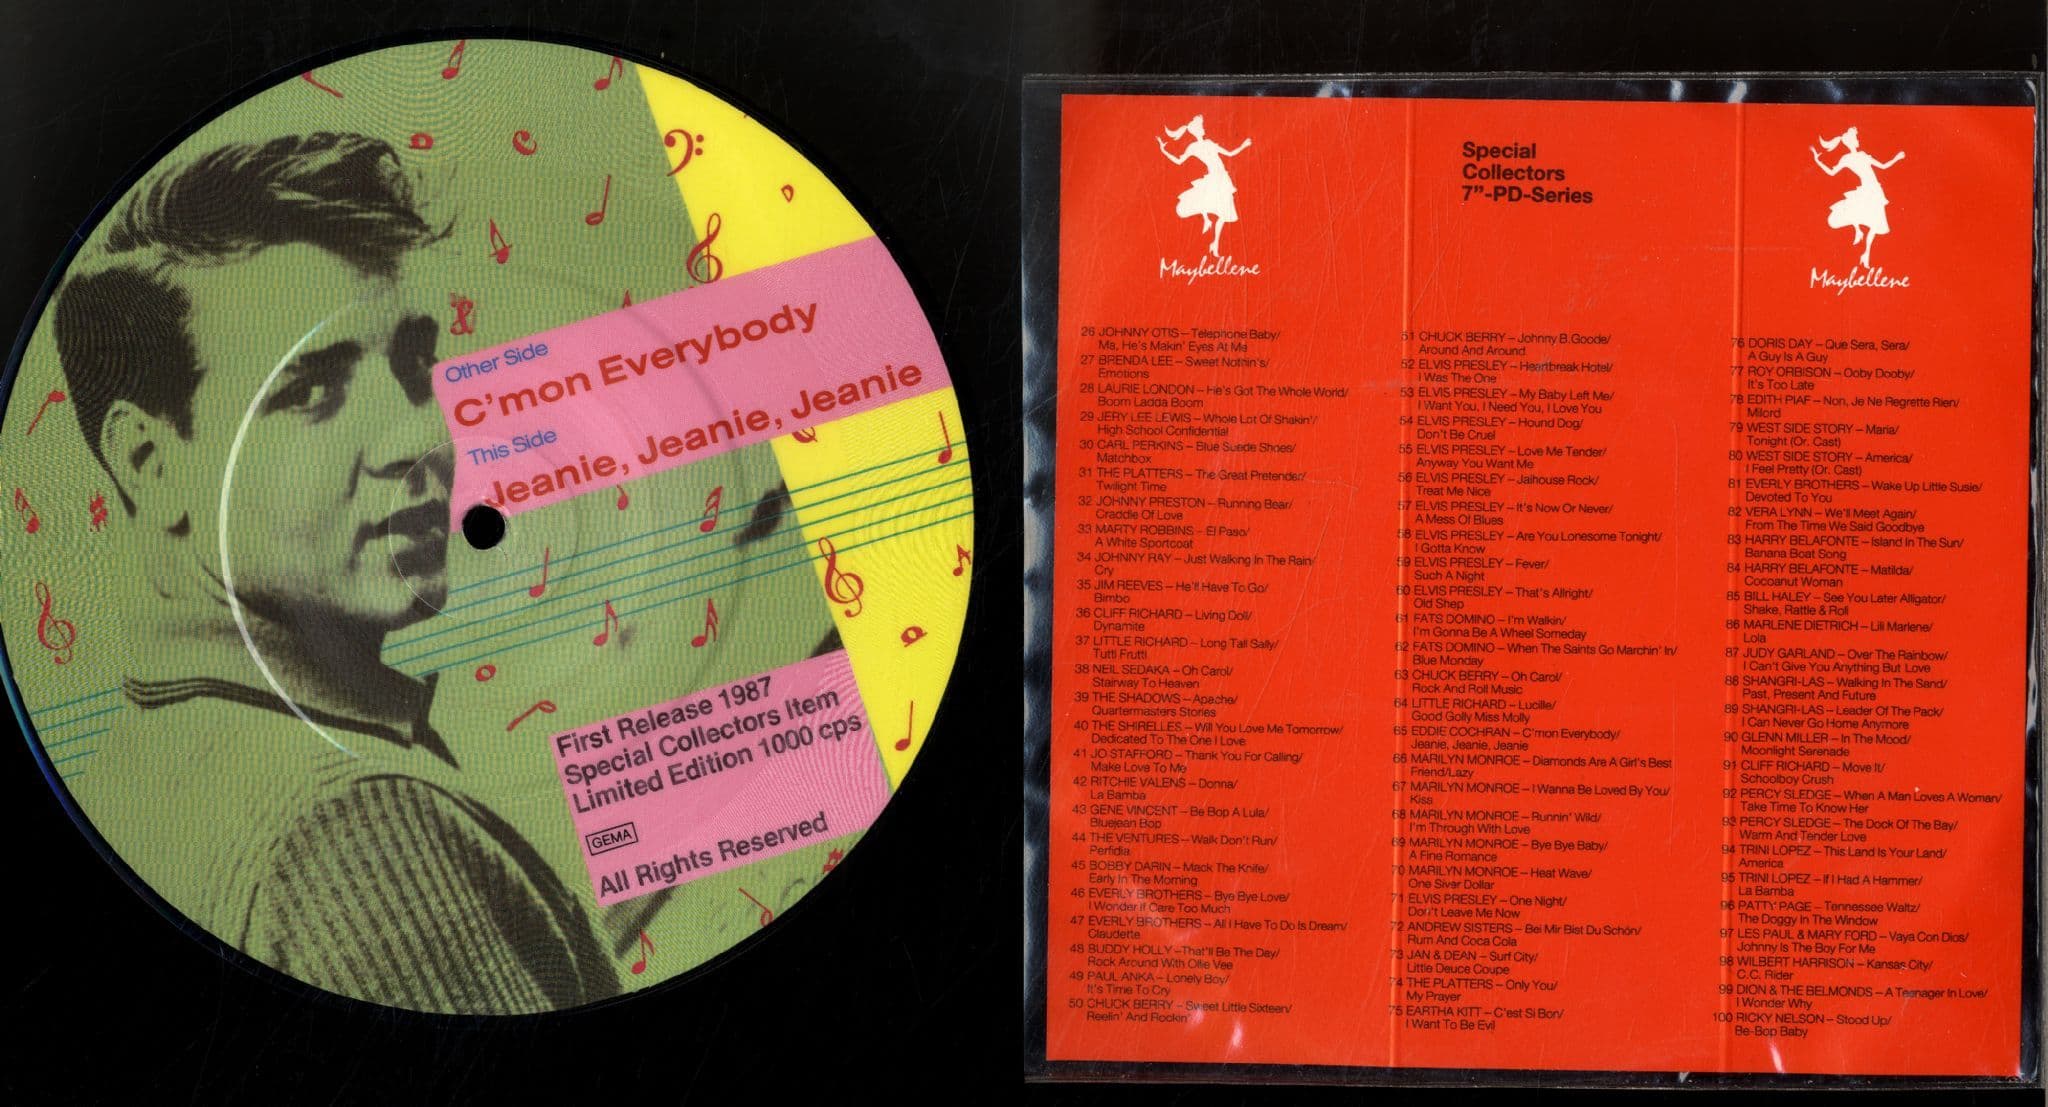 Other Side
C'mon Everybody
This Side
Jeanie, Jeanie, Jeanie
First Release 1987
Special Collectors Item
Limited Edition 1000 cps
GEMA
All Rights Reserved
Maybellene
Special
Collectors
7"-PD-Series
Maybellene
26 JOHNNY OTIS – Telephone Baby/
Ma, He's Makin' Eyes At Me
27 BRENDA LEE – Sweet Nothin's/
Emotions
28 LAURIE LONDON – He's Got The Whole World/
Boom Ladda Boom
29 JERY LEE LEWIS – Whole Lot Of Shakin'/
High School Confidential
30 CARL PERKINS – Blue Suede Shoes/
Matchbox
31 THE PLATTERS – The Great Pretender/
Twilight Time
32 JOHNNY PRESTON – Running Bear/
Craddle Of Love
33 MARTY ROBBINS – El Paso/
A White Sportcoat
34 JOHNNY RAY – Just Walking In The Rain/
Cry
35 JIM REEVES – He'll Have To Go/
Bimbo
36 CLIFF RICHARD – Living Doll/
Dynamite
37 LITTLE RICHARD – Long Tall Sally/
Tutti Frutti
38 NEIL SEDAKA – Oh Carol/
Stairway To Heaven
39 THE SHADOWS – Apache/
Quartermasters Stories
40 THE SHIRELLES – Will You Love Me Tomorrow/
Dedicated To The One I Love
41 JO STAFFORD – Thank You For Calling/
Make Love To Me
42 RITCHIE VALENS – Donna/
La Bamba
43 GENE VINCENT – Be Bop A Lula/
Bluejean Bop
44 THE VENTURES – Walk Don't Run/
Perfidia
45 BOBBY DARIN – Mack The Knife/
Early In The Morning
46 EVERLY BROTHERS – Bye Bye Love/
I Wonder If Care Too Much
47 EVERLY BROTHERS – All I Have To Do Is Dream/
Claudette
48 BUDDY HOLLY – That'll Be The Day/
Rock Around With Ollie Vee
49 PAUL ANKA – Lonely Boy/
It's Time To Cry
50 CHUCK BERRY – Sweet Little Sixteen/
Reelin' And Rockin'
51 CHUCK BERRY – Johnny B.Goode/
Around And Around
52 ELVIS PRESLEY – Heartbreak Hotel/
I Was The One
53 ELVIS PRESLEY – My Baby Left Me/
I Want You, I Need You, I Love You
54 ELVIS PRESLEY – Hound Dog/
Don't Be Cruel
55 ELVIS PRESLEY – Love Me Tender/
Anyway You Want Me
56 ELVIS PRESLEY – Jailhouse Rock/
Treat Me Nice
57 ELVIS PRESLEY – It's Now Or Never/
A Mess Of Blues
58 ELVIS PRESLEY – Are You Lonesome Tonight/
I Gotta Know
59 ELVIS PRESLEY – Fever/
Such A Night
60 ELVIS PRESLEY – That's Allright/
Old Shep
61 FATS DOMINO – I'm Walkin/
I'm Gonna Be A Wheel Someday
62 FATS DOMINO – When The Saints Go Marchin' In/
Blue Monday
63 CHUCK BERRY – Oh Carol/
Rock And Roll Music
64 LITTLE RICHARD – Lucille/
Good Golly Miss Molly
65 EDDIE COCHRAN – C'mon Everybody/
Jeanie, Jeanie, Jeanie
66 MARILYN MONROE – Diamonds Are A Girl's Best
Friend/Lazy
67 MARILYN MONROE – I Wanna Be Loved By You/
Kiss
68 MARILYN MONROE – Runnin' Wild/
I'm Through With Love
69 MARILYN MONROE – Bye Bye Baby/
A Fine Romance
70 MARILYN MONROE – Heat Wave/
One Siver Dollar
71 ELVIS PRESLEY – One Night/
Don't Leave Me Now
72 ANDREW SISTERS – Bei Mir Bist Du Schön/
Rum And Coca Cola
73 JAN & DEAN – Surf City/
Little Deuce Coupe
74 THE PLATTERS – Only You/
My Prayer
75 EARTHA KITT – C'est Si Bon/
I Want To Be Evil
76 DORIS DAY – Que Sera, Sera/
A Guy Is A Guy
77 ROY ORBISON – Ooby Dooby/
It's Too Late
78 EDITH PIAF – Non, Je Ne Regrette Rien/
Milord
79 WEST SIDE STORY – Maria/
Tonight (Or. Cast)
80 WEST SIDE STORY – America/
I Feel Pretty (Or. Cast)
81 EVERLY BROTHERS – Wake Up Little Susie/
Devoted To You
82 VERA LYNN – We'll Meet Again/
From The Time We Said Goodbye
83 HARRY BELAFONTE – Island In The Sun/
Banana Boat Song
84 HARRY BELAFONTE – Matilda/
Cocoanut Woman
85 BILL HALEY – See You Later Alligator/
Shake, Rattle & Roll
86 MARLENE DIETRICH – Lili Marlene/
Lola
87 JUDY GARLAND – Over The Rainbow/
I Can't Give You Anything But Love
88 SHANGRI-LAS – Walking In The Sand/
Past, Present And Future
89 SHANGRI-LAS – Leader Of The Pack/
I Can Never Go Home Anymore
90 GLENN MILLER – In The Mood/
Moonlight Serenade
91 CLIFF RICHARD – Move It/
Schoolboy Crush
92 PERCY SLEDGE – When A Man Loves A Woman/
Take Time To Know Her
93 PERCY SLEDGE – The Dock Of The Bay/
Warm And Tender Love
94 TRINI LOPEZ – This Land Is Your Land/
America
95 TRINI LOPEZ – If I Had A Hammer/
La Bamba
96 PATTY PAGE – Tennessee Waltz/
The Doggy In The Window
97 LES PAUL & MARY FORD – Vaya Con Dios/
Johnny Is The Boy For Me
98 WILBERT HARRISON – Kansas City/
C.C. Rider
99 DION & THE BELMONDS – A Teenager In Love/
I Wonder Why
100 RICKY NELSON – Stood Up/
Be-Bop Baby